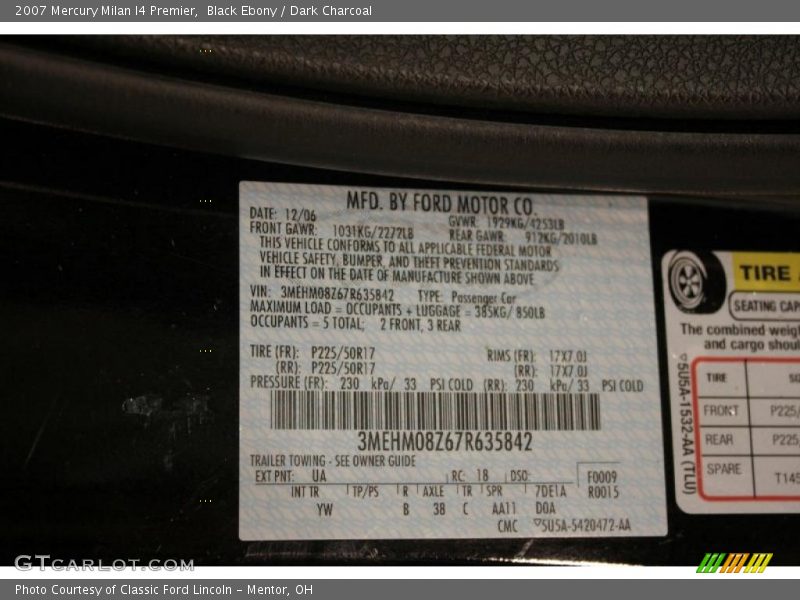 2007 Mercury Milan I4 Premier, Black Ebony / Dark Charcoal
MFD. BY FORD MOTOR CO.
DATE: 12/06 GVWR: 1929KG/4253LB
FRONT GAWR: 1031KG/2272LB REAR GAWR: 912KG/2010LB
THIS VEHICLE CONFORMS TO ALL APPLICABLE FEDERAL MOTOR
VEHICLE SAFETY, BUMPER, AND THEFT PREVENTION STANDARDS
IN EFFECT ON THE DATE OF MANUFACTURE SHOWN ABOVE
VIN: 3MEHM08Z67R635842 TYPE: Passenger Car
MAXIMUM LOAD = OCCUPANTS + LUGGAGE = 385KG/ 850LB
OCCUPANTS = 5 TOTAL; 2 FRONT, 3 REAR
TIRE (FR): P225/50R17 RIMS (FR): 17X7.0J
(RR): P225/50R17 (RR): 17X7.0J
PRESSURE (FR): 230 kPa/ 33 PSI COLD (RR): 230 kPa/ 33 PSI COLD
3MEHM08Z67R635842
TRAILER TOWING - SEE OWNER GUIDE
EXT PNT: UA RC: 18 DSO: F0009
INT TR TP/PS R AXLE TR SPR 7DE1A R0015
YW B 38 C AA11 DOA
CMC ▽5U5A-5420472-AA
TIRE A
SEATING CAP
The combined weigh
and cargo shoul
TIRE
FRONT P225/
REAR P225
SPARE T145
▽5U5A-1532-AA (TLU)
GTCARLOT.COM
Photo Courtesy of Classic Ford Lincoln - Mentor, OH